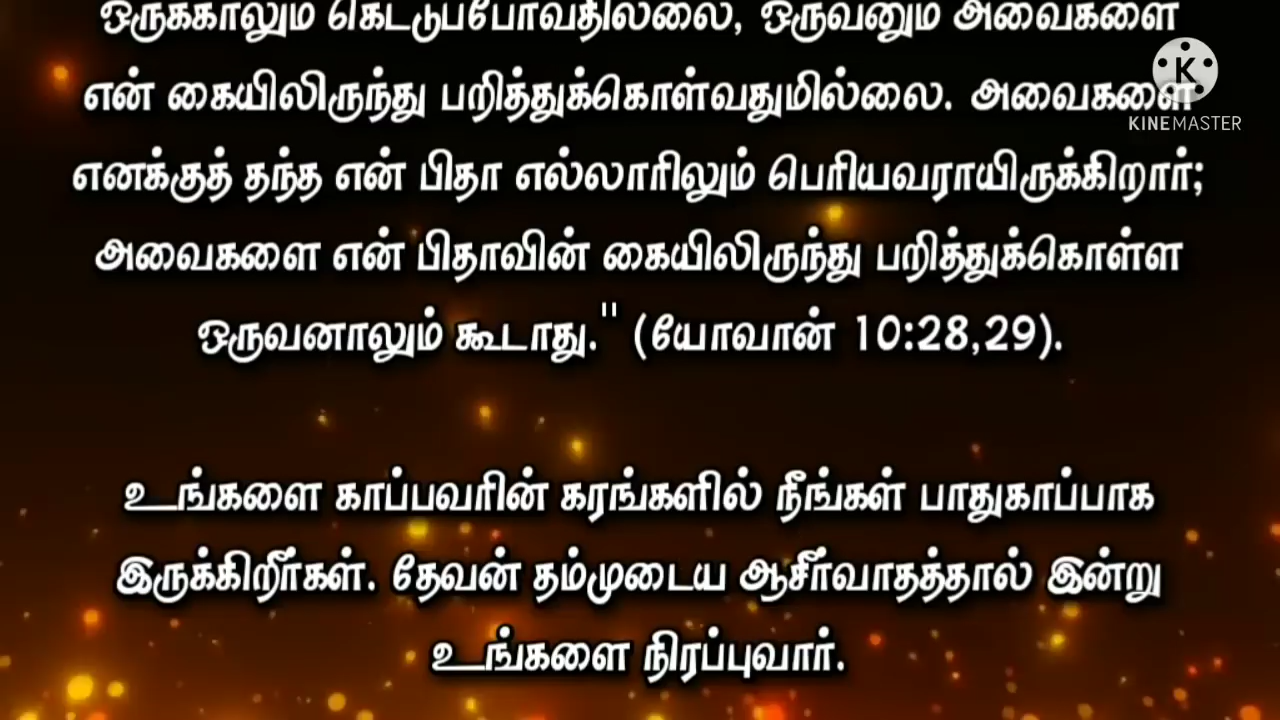 ஒருக்காலும் கெட்டுப்போவதில்லை, ஒருவனும் அவைகளை
என் கையிலிருந்து பறித்துக்கொள்வதுமில்லை. அவைகளை
எனக்குத் தந்த என் பிதா எல்லாரிலும் பெரியவராயிருக்கிறார்;
அவைகளை என் பிதாவின் கையிலிருந்து பறித்துக்கொள்ள
ஒருவனாலும் கூடாது." (யோவான் 10:28,29).
உங்களை காப்பவரின் கரங்களில் நீங்கள் பாதுகாப்பாக
இருக்கிறீர்கள். தேவன் தம்முடைய ஆசீர்வாதத்தால் இன்று
உங்களை நிரப்புவார்.
K
KINEMASTER